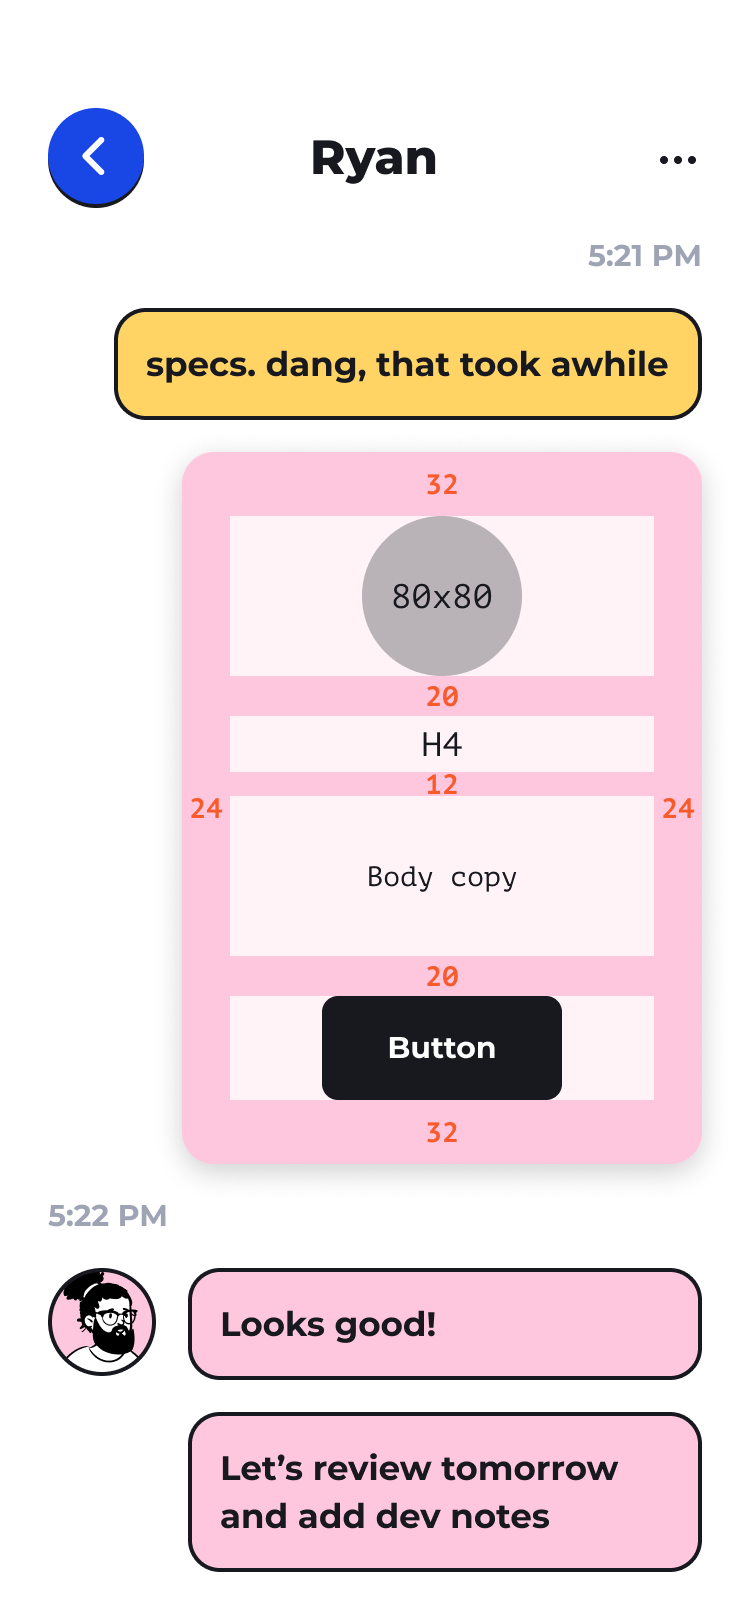 Ryan
5:21 PM
specs. dang, that took awhile
32
80x80
20
H4
12
24
24
Body copy
20
Button
32
5:22 PM
Looks good!
Let’s review tomorrow
and add dev notes